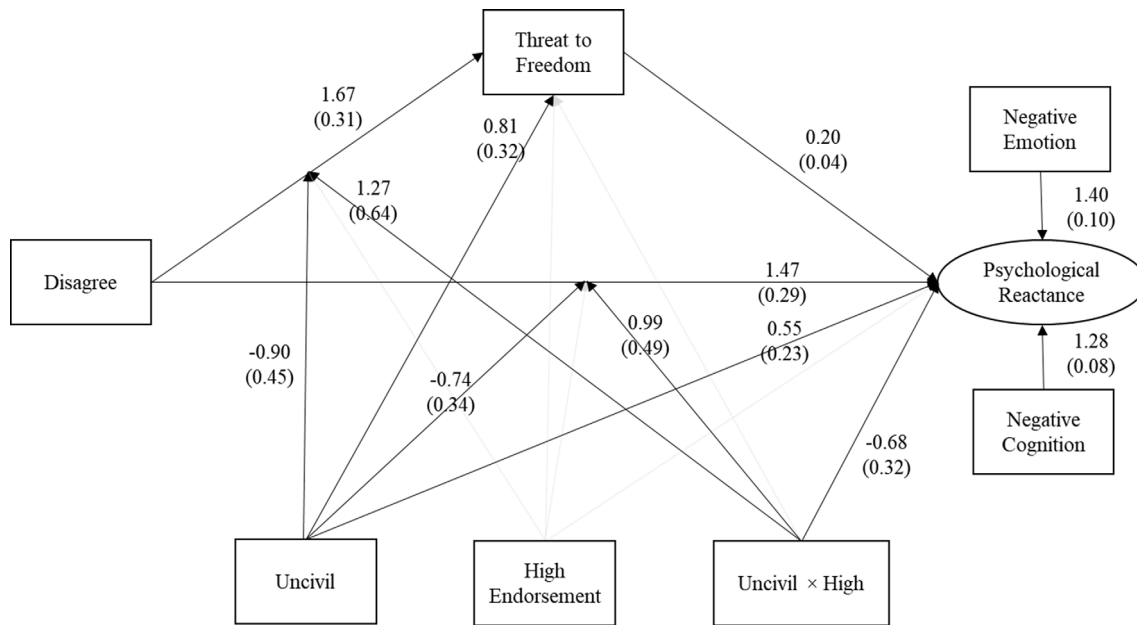 Threat to
Freedom
1.67
(0.31)
0.81
(0.32)
0.20
(0.04)
Negative
Emotion
1.27
(0.64)
1.40
(0.10)
Disagree
1.47
(0.29)
Psychological
Reactance
-0.90
(0.45)
-0.74
(0.34)
0.99
(0.49)
0.55
(0.23)
1.28
(0.08)
-0.68
(0.32)
Negative
Cognition
Uncivil
High
Endorsement
Uncivil × High